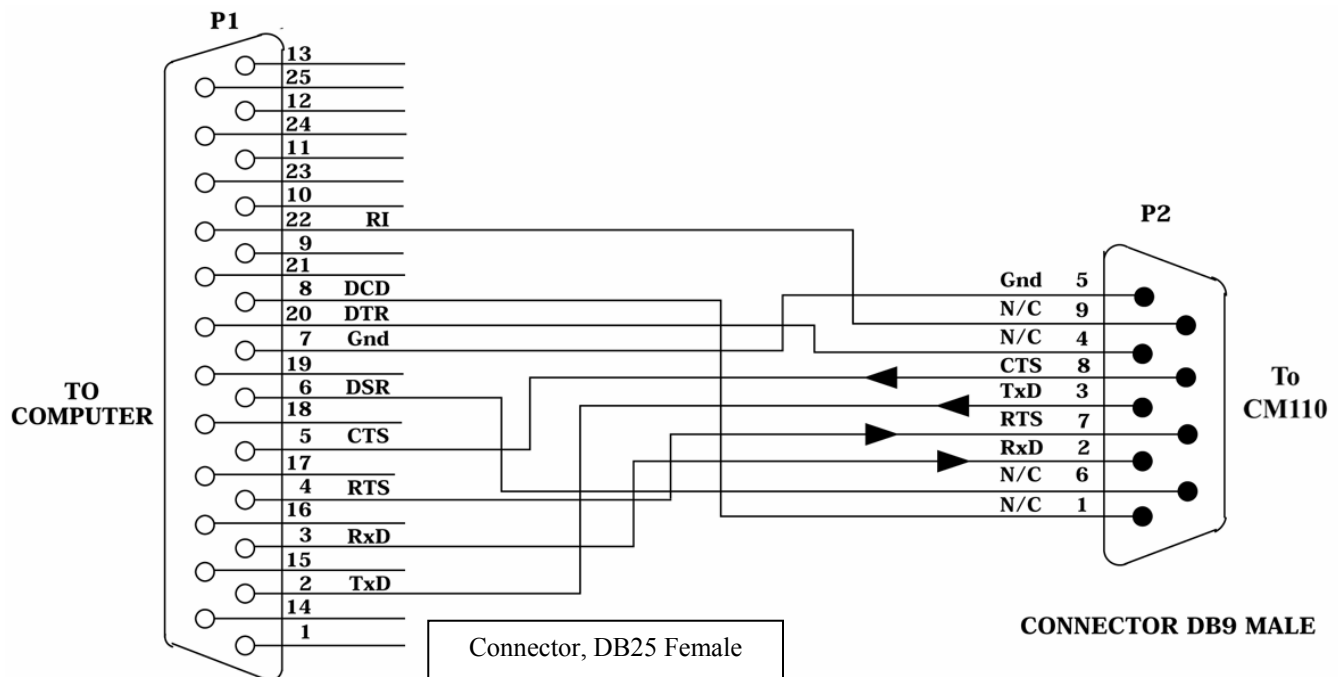 P1
13
25
12
24
11
23
10
22 RI
9
21
8 DCD
20 DTR
7 Gnd
19
6 DSR
18
5 CTS
17
4 RTS
16
3 RxD
15
2 TxD
14
1
TO
COMPUTER
Connector, DB25 Female
P2
Gnd 5
N/C 9
N/C 4
CTS 8
TxD 3
RTS 7
RxD 2
N/C 6
N/C 1
To
CM110
CONNECTOR DB9 MALE